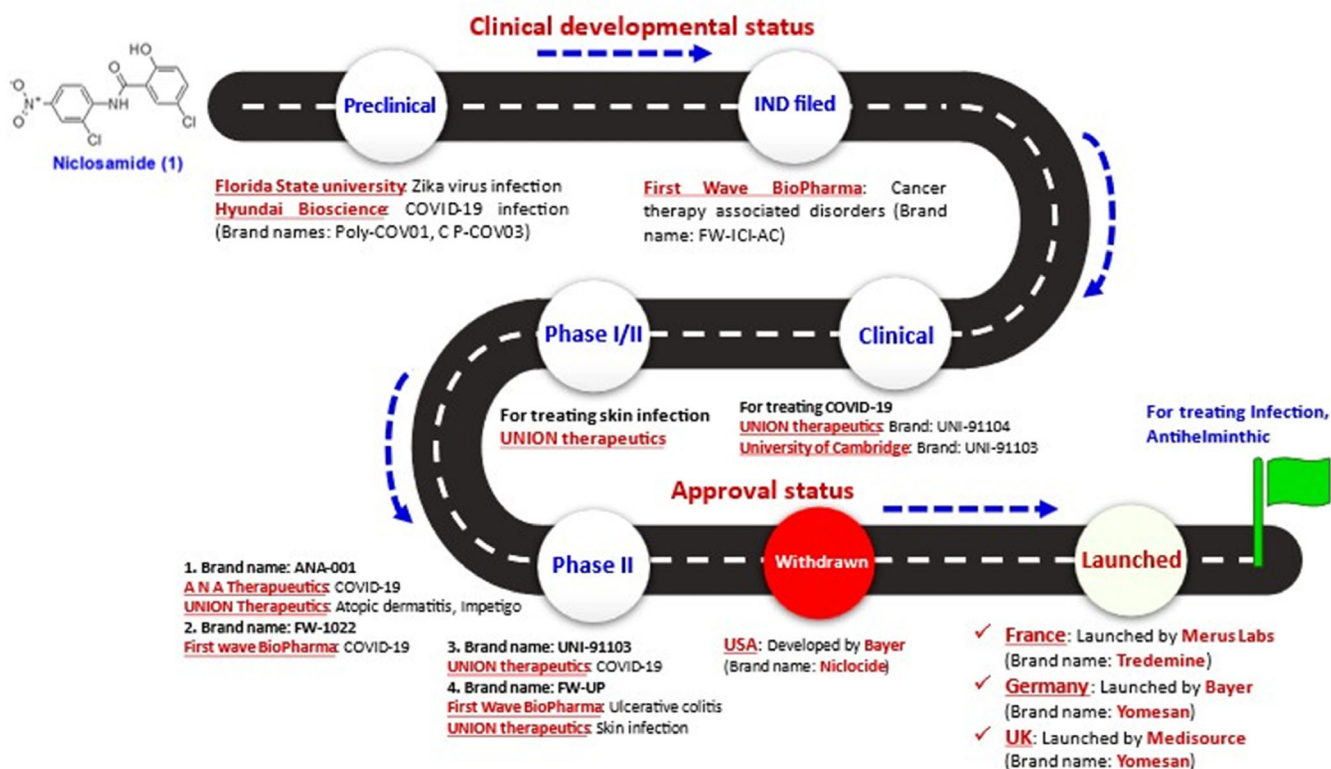 Clinical developmental status
HO
O
O
N
O
NH
Cl
Cl
Niclosamide (1)
Preclinical
IND filed
Florida State university: Zika virus infection
Hyundai Bioscience: COVID-19 infection
(Brand names: Poly-COV01, C P-COV03)
First Wave BioPharma: Cancer
therapy associated disorders (Brand
name: FW-ICI-AC)
Phase I/II
Clinical
For treating skin infection
UNION therapeutics
For treating COVID-19
UNION therapeutics: Brand: UNI-91104
University of Cambridge: Brand: UNI-91103
For treating Infection,
Antihelminthic
Approval status
Phase II
Withdrawn
Launched
1. Brand name: ANA-001
A N A Therapueutics: COVID-19
UNION Therapeutics: Atopic dermatitis, Impetigo
2. Brand name: FW-1022
First wave BioPharma: COVID-19
3. Brand name: UNI-91103
UNION therapeutics: COVID-19
4. Brand name: FW-UP
First Wave BioPharma: Ulcerative colitis
UNION therapeutics: Skin infection
USA: Developed by Bayer
(Brand name: Niclocide)
✓ France: Launched by Merus Labs
(Brand name: Tredemine)
✓ Germany: Launched by Bayer
(Brand name: Yomesan)
✓ UK: Launched by Medisource
(Brand name: Yomesan)